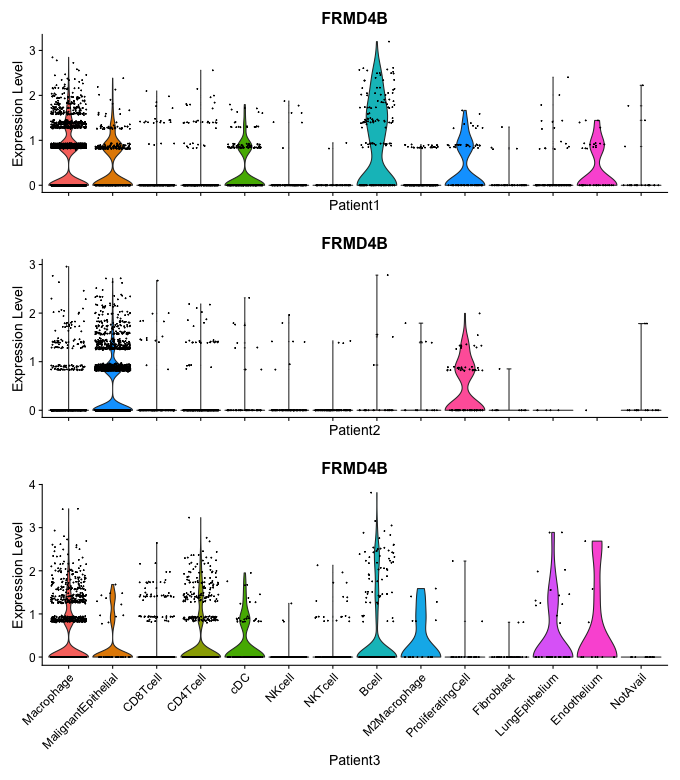 FRMD4B
Expression Level
3
2
1
0
Patient1
FRMD4B
Expression Level
3
2
1
0
Patient2
FRMD4B
Expression Level
4
3
2
1
0
Macrophage
MalignantEpithelial
CD8Tcell
CD4Tcell
cDC
NKcell
NKTcell
Bcell
M2Macrophage
ProliferatingCell
Fibroblast
LungEpithelium
Endothelium
NotAvail
Patient3